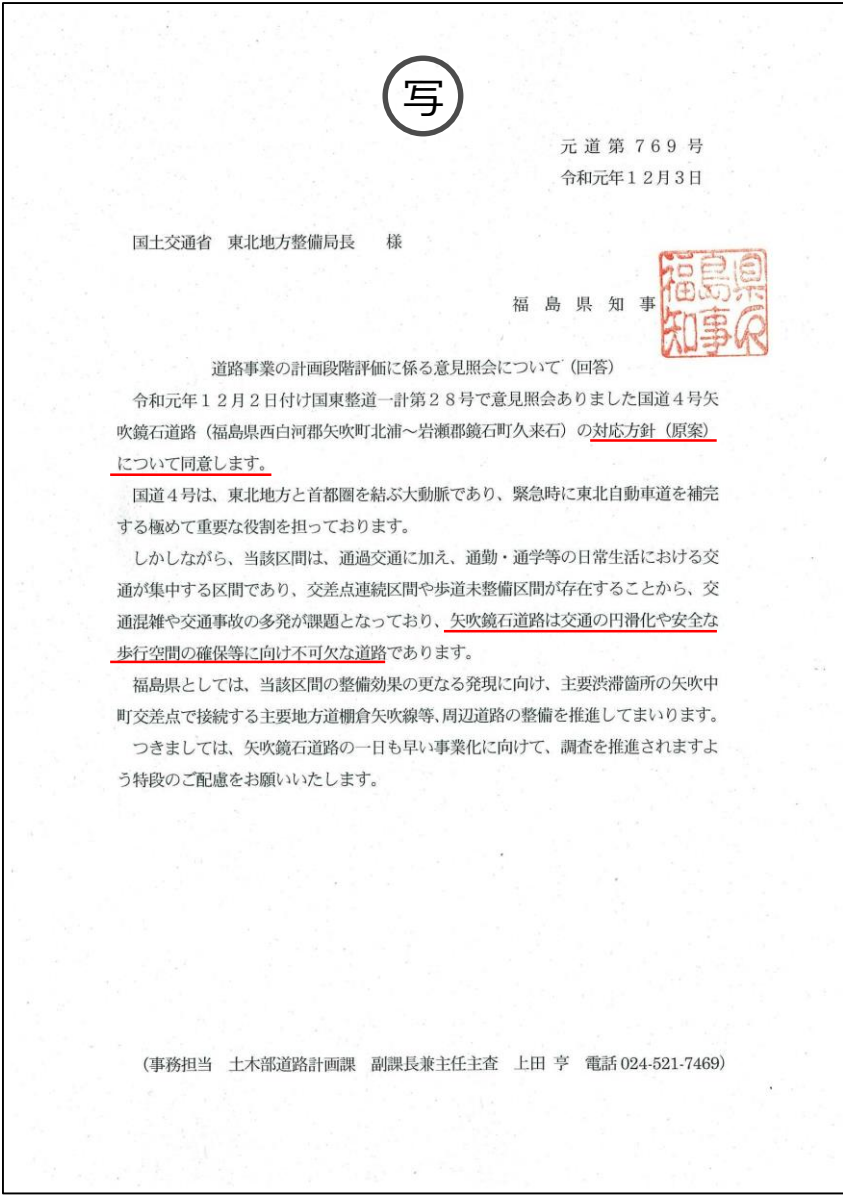 写
元道第769号
令和元年12月3日
国土交通省　東北地方整備局長　　様
福島県知事
福島県知事印
道路事業の計画段階評価に係る意見照会について（回答）
令和元年12月2日付け国東整道一計第28号で意見照会ありました国道4号矢
吹鏡石道路（福島県西白河郡矢吹町北浦～岩瀬郡鏡石町久来石）の対応方針（原案）
について同意します。
国道4号は、東北地方と首都圏を結ぶ大動脈であり、緊急時に東北自動車道を補完
する極めて重要な役割を担っております。
しかしながら、当該区間は、通過交通に加え、通勤・通学等の日常生活における交
通が集中する区間であり、交差点連続区間や歩道未整備区間が存在することから、交
通混雑や交通事故の多発が課題となっており、矢吹鏡石道路は交通の円滑化や安全な
歩行空間の確保等に向け不可欠な道路であります。
福島県としては、当該区間の整備効果の更なる発現に向け、主要渋滞箇所の矢吹中
町交差点で接続する主要地方道棚倉矢吹線等、周辺道路の整備を推進してまいります。
つきましては、矢吹鏡石道路の一日も早い事業化に向けて、調査を推進されますよ
う特段のご配慮をお願いいたします。
（事務担当　土木部道路計画課　副課長兼主任主査　上田 亨　電話 024-521-7469）